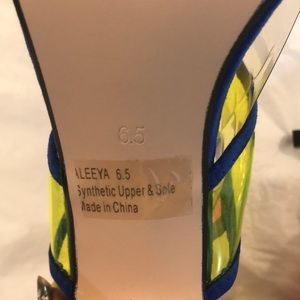 6.5
ALEEYA 6.5
Synthetic Upper & Sole
Made in China